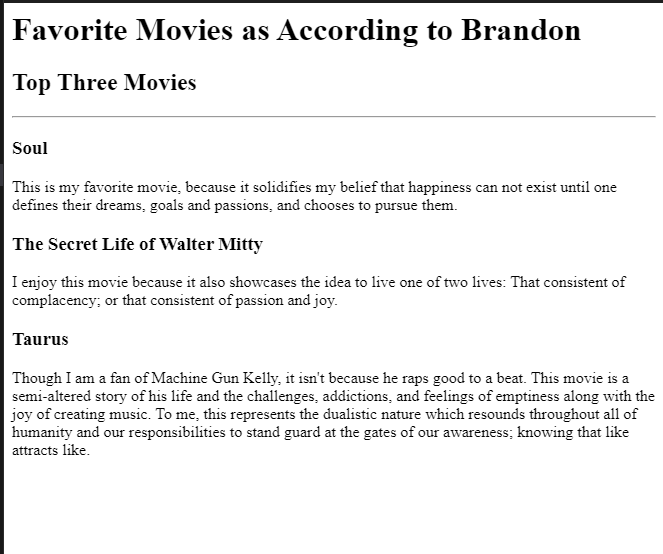 Favorite Movies as According to Brandon
Top Three Movies
Soul
This is my favorite movie, because it solidifies my belief that happiness can not exist until one
defines their dreams, goals and passions, and chooses to pursue them.
The Secret Life of Walter Mitty
I enjoy this movie because it also showcases the idea to live one of two lives: That consistent of
complacency; or that consistent of passion and joy.
Taurus
Though I am a fan of Machine Gun Kelly, it isn't because he raps good to a beat. This movie is a
semi-altered story of his life and the challenges, addictions, and feelings of emptiness along with the
joy of creating music. To me, this represents the dualistic nature which resounds throughout all of
humanity and our responsibilities to stand guard at the gates of our awareness; knowing that like
attracts like.